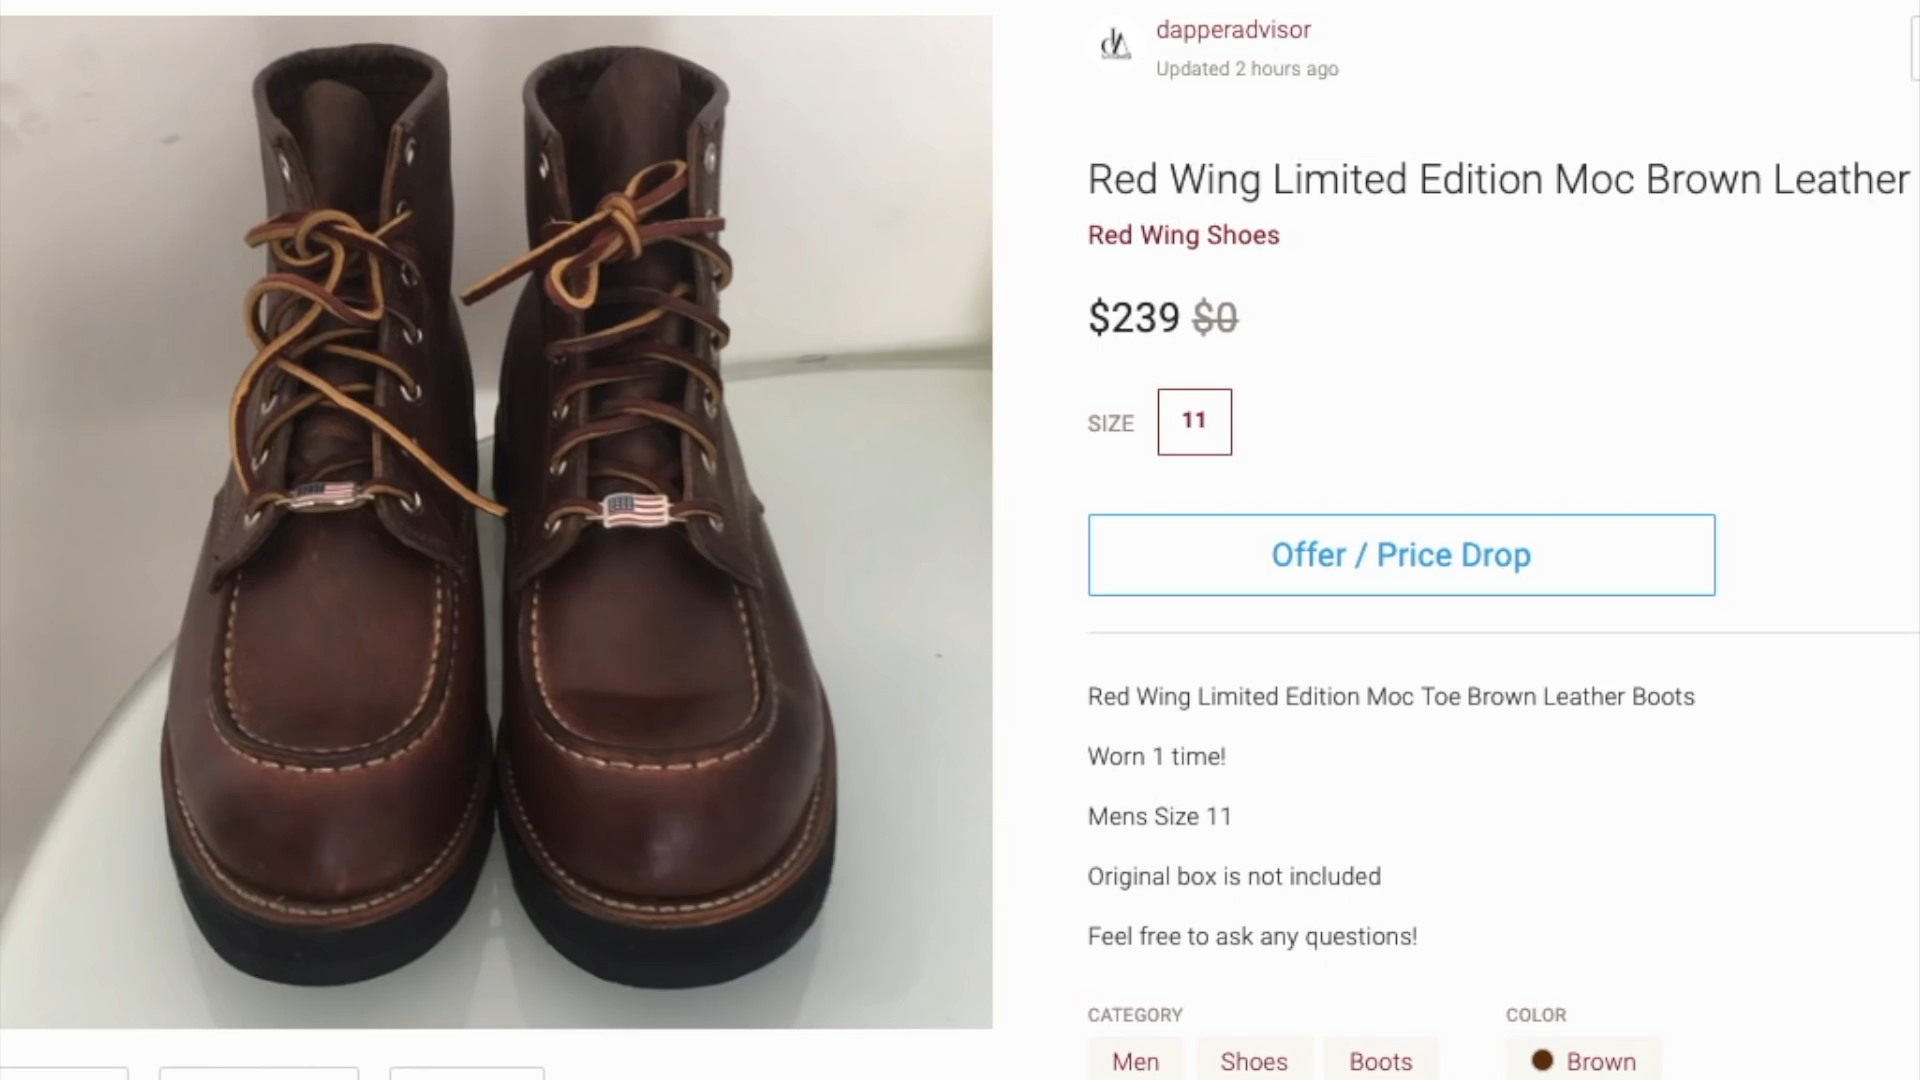 dapperadvisor
Updated 2 hours ago
Red Wing Limited Edition Moc Brown Leather
Red Wing Shoes
$239 $0
SIZE 11
Offer / Price Drop
Red Wing Limited Edition Moc Toe Brown Leather Boots
Worn 1 time!
Mens Size 11
Original box is not included
Feel free to ask any questions!
CATEGORY COLOR
Men Shoes Boots Brown